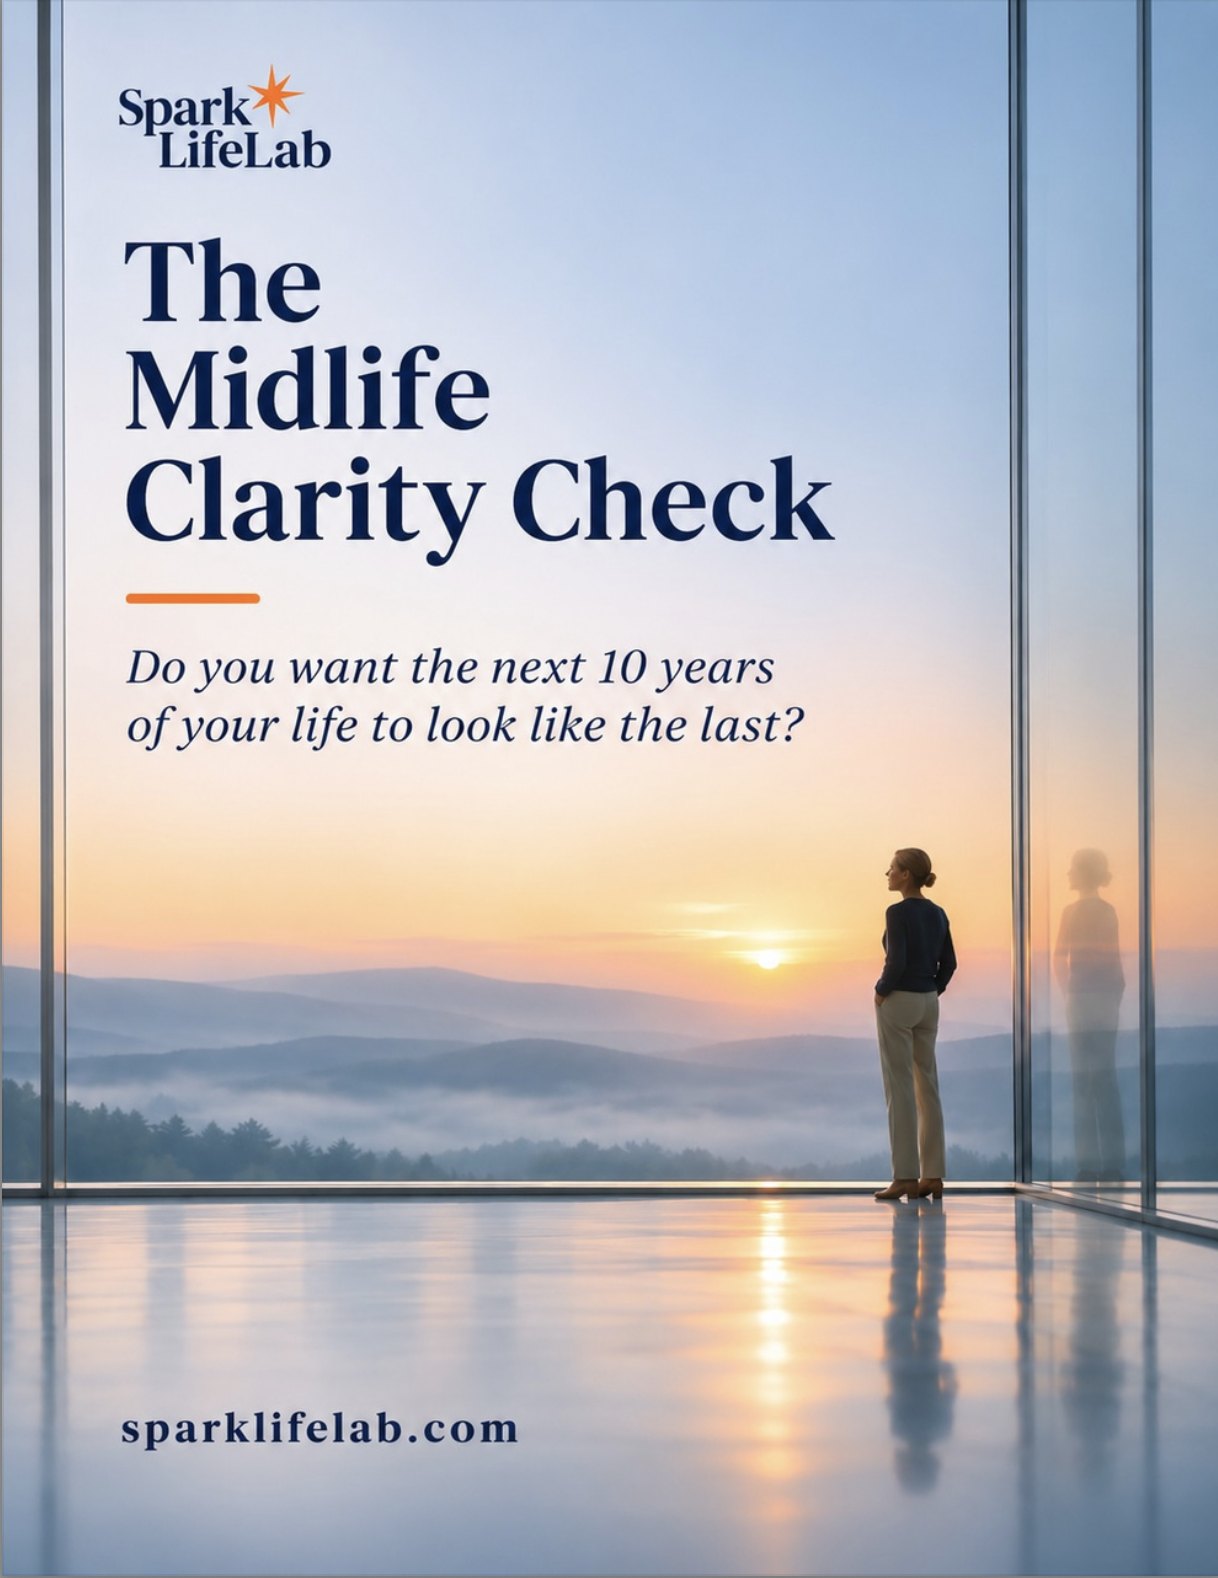 Spark
LifeLab
The
Midlife
Clarity Check
Do you want the next 10 years
of your life to look like the last?
sparklifelab.com